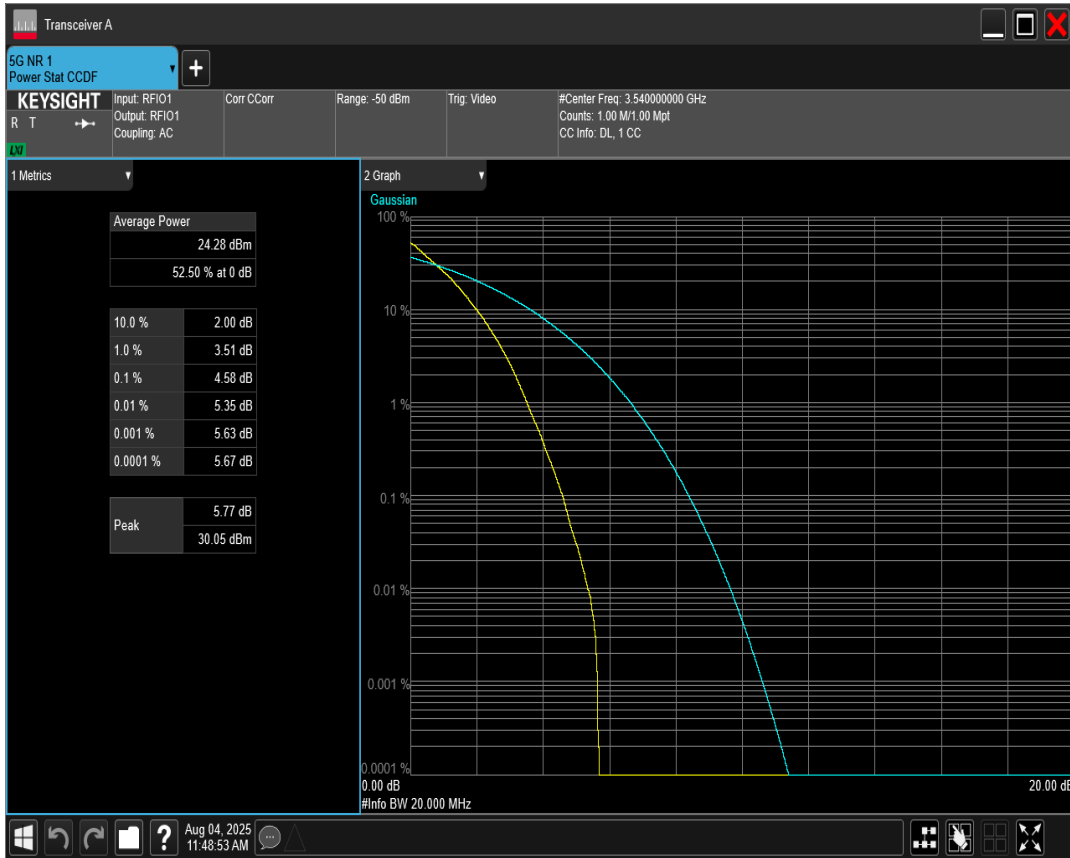 Transceiver A
5G NR 1
Power Stat CCDF
+
KEYSIGHT
R T
LXI
Input: RFIO1
Output: RFIO1
Coupling: AC
Corr CCorr
Range: -50 dBm
Trig: Video
#Center Freq: 3.540000000 GHz
Counts: 1.00 M/1.00 Mpt
CC Info: DL, 1 CC
1 Metrics
Average Power
24.28 dBm
52.50 % at 0 dB
10.0 % 2.00 dB
1.0 % 3.51 dB
0.1 % 4.58 dB
0.01 % 5.35 dB
0.001 % 5.63 dB
0.0001 % 5.67 dB
Peak 5.77 dB
30.05 dBm
2 Graph
Gaussian
100 %
10 %
1 %
0.1 %
0.01 %
0.001 %
0.0001 %
0.00 dB 20.00 dB
#Info BW 20.000 MHz
?
Aug 04, 2025
11:48:53 AM